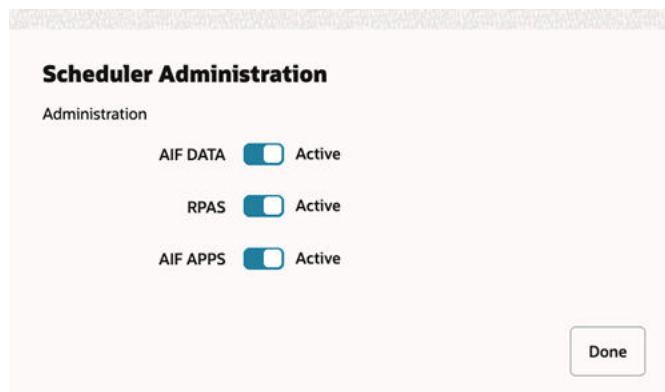 Scheduler Administration
Administration
AIF DATA Active
RPAS Active
AIF APPS Active
Done